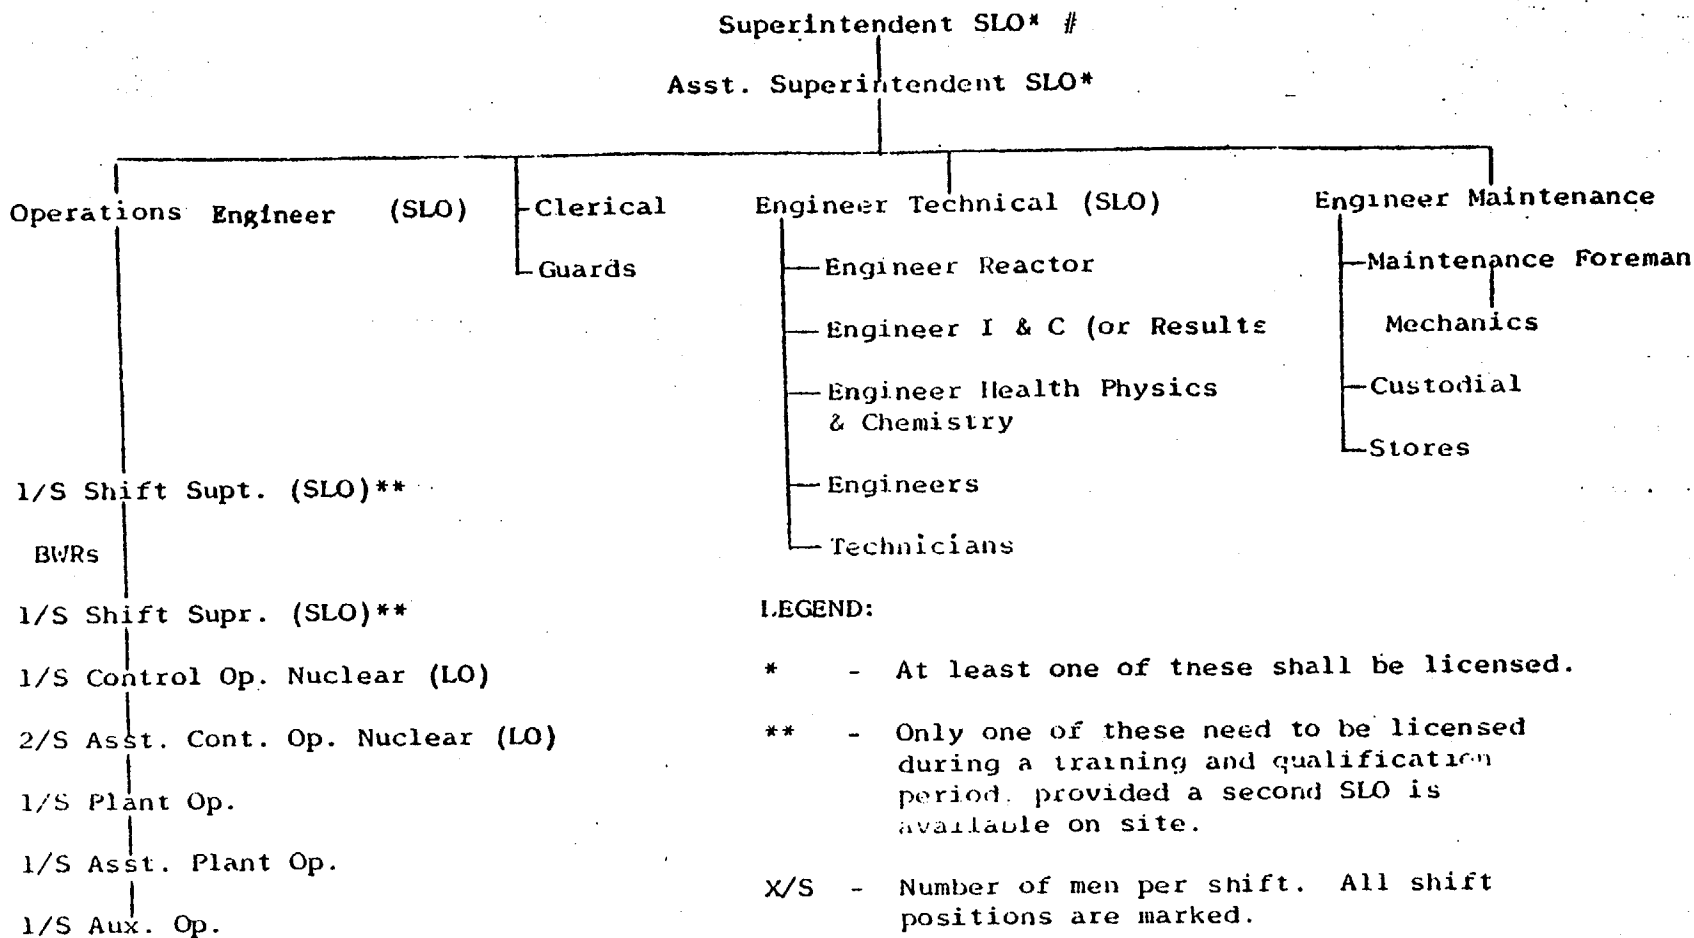 Superintendent SLO* #
Asst. Superintendent SLO*
Operations Engineer (SLO)
Clerical
Guards
Engineer Technical (SLO)
Engineer Reactor
Engineer I & C (or Results
Engineer Health Physics
& Chemistry
Engineers
Technicians
Engineer Maintenance
Maintenance Foreman
Mechanics
Custodial
Stores
1/S Shift Supt. (SLO)**
BWRs
1/S Shift Supr. (SLO)**
1/S Control Op. Nuclear (LO)
2/S Asst. Cont. Op. Nuclear (LO)
1/S Plant Op.
1/S Asst. Plant Op.
1/S Aux. Op.
LEGEND:
* - At least one of these shall be licensed.
** - Only one of these need to be licensed
during a training and qualification
period, provided a second SLO is
available on site.
X/S - Number of men per shift. All shift
positions are marked.